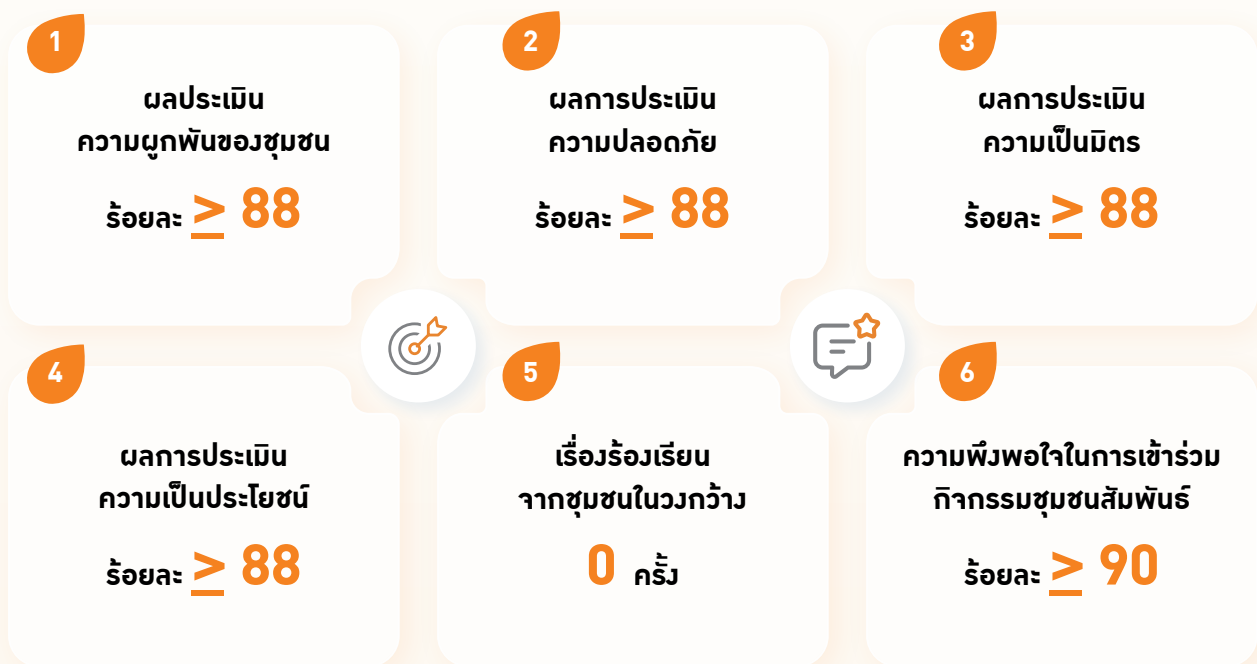 1
ผลประเมิน
ความผูกพันของชุมชน
ร้อยละ ≥ 88
2
ผลการประเมิน
ความปลอดภัย
ร้อยละ ≥ 88
3
ผลการประเมิน
ความเป็นมิตร
ร้อยละ ≥ 88
4
ผลการประเมิน
ความเป็นประโยชน์
ร้อยละ ≥ 88
5
เรื่องร้องเรียน
จากชุมชนในวงกว้าง
0 ครั้ง
6
ความพึงพอใจในการเข้าร่วม
กิจกรรมชุมชนสัมพันธ์
ร้อยละ ≥ 90